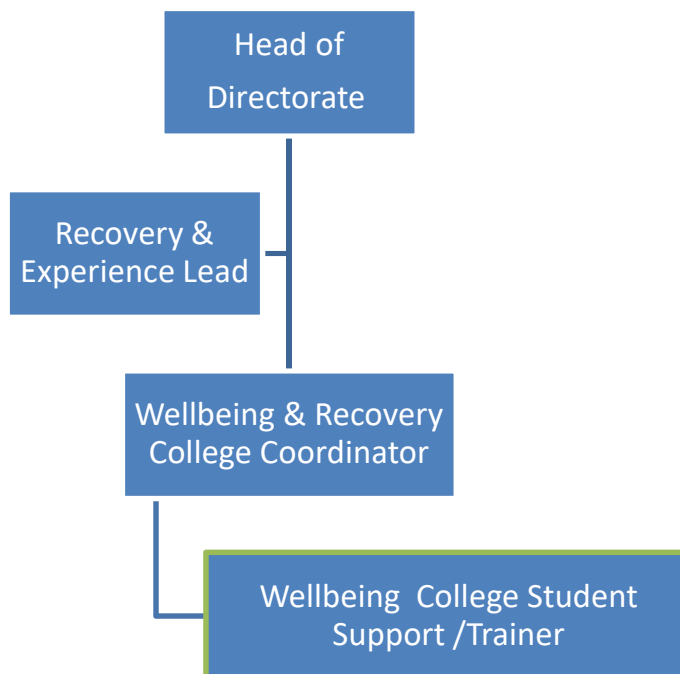 Head of
Directorate
Recovery &
Experience Lead
Wellbeing & Recovery
College Coordinator
Wellbeing  College Student
Support /Trainer